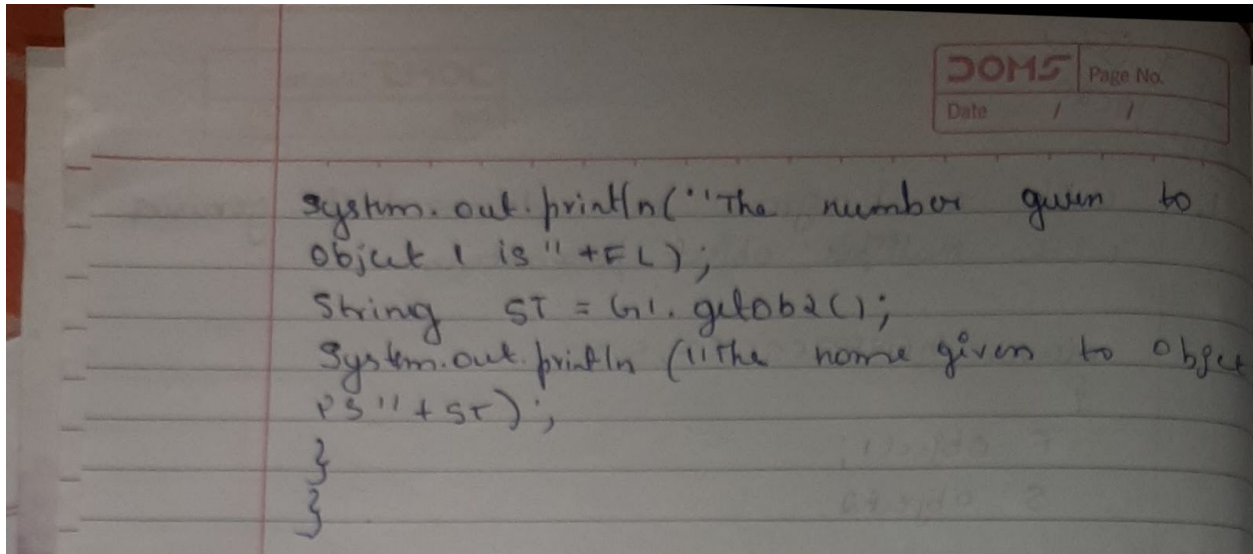 DOMS Page No.
Date / /
System.out.println("The number given to
Object 1 is"+FL);
String ST = G1.getOb2();
System.out.println ("The name given to Objec
is"+ST);
}
}